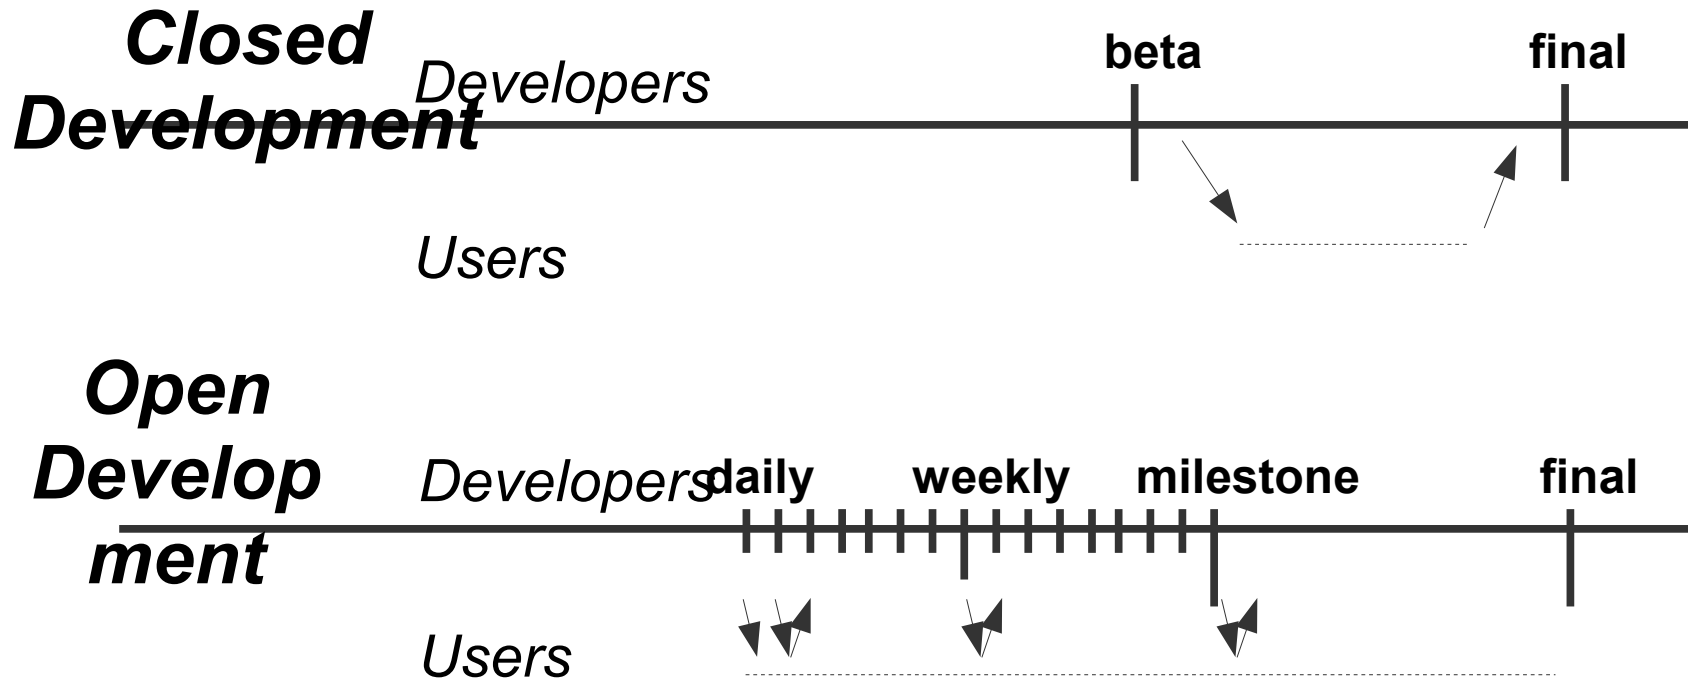 Closed
Development
Developers
beta
final
Users
Open
Develop
ment
Developers
daily
weekly
milestone
final
Users